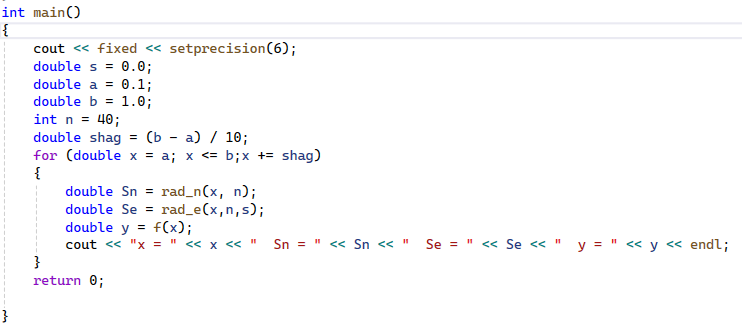 int main()
{
    cout << fixed << setprecision(6);
    double s = 0.0;
    double a = 0.1;
    double b = 1.0;
    int n = 40;
    double shag = (b - a) / 10;
    for (double x = a; x <= b;x += shag)
    {
        double Sn = rad_n(x, n);
        double Se = rad_e(x,n,s);
        double y = f(x);
        cout << "x = " << x << "  Sn = " << Sn << "  Se = " << Se << "  y = " << y << endl;
    }
    return 0;
}